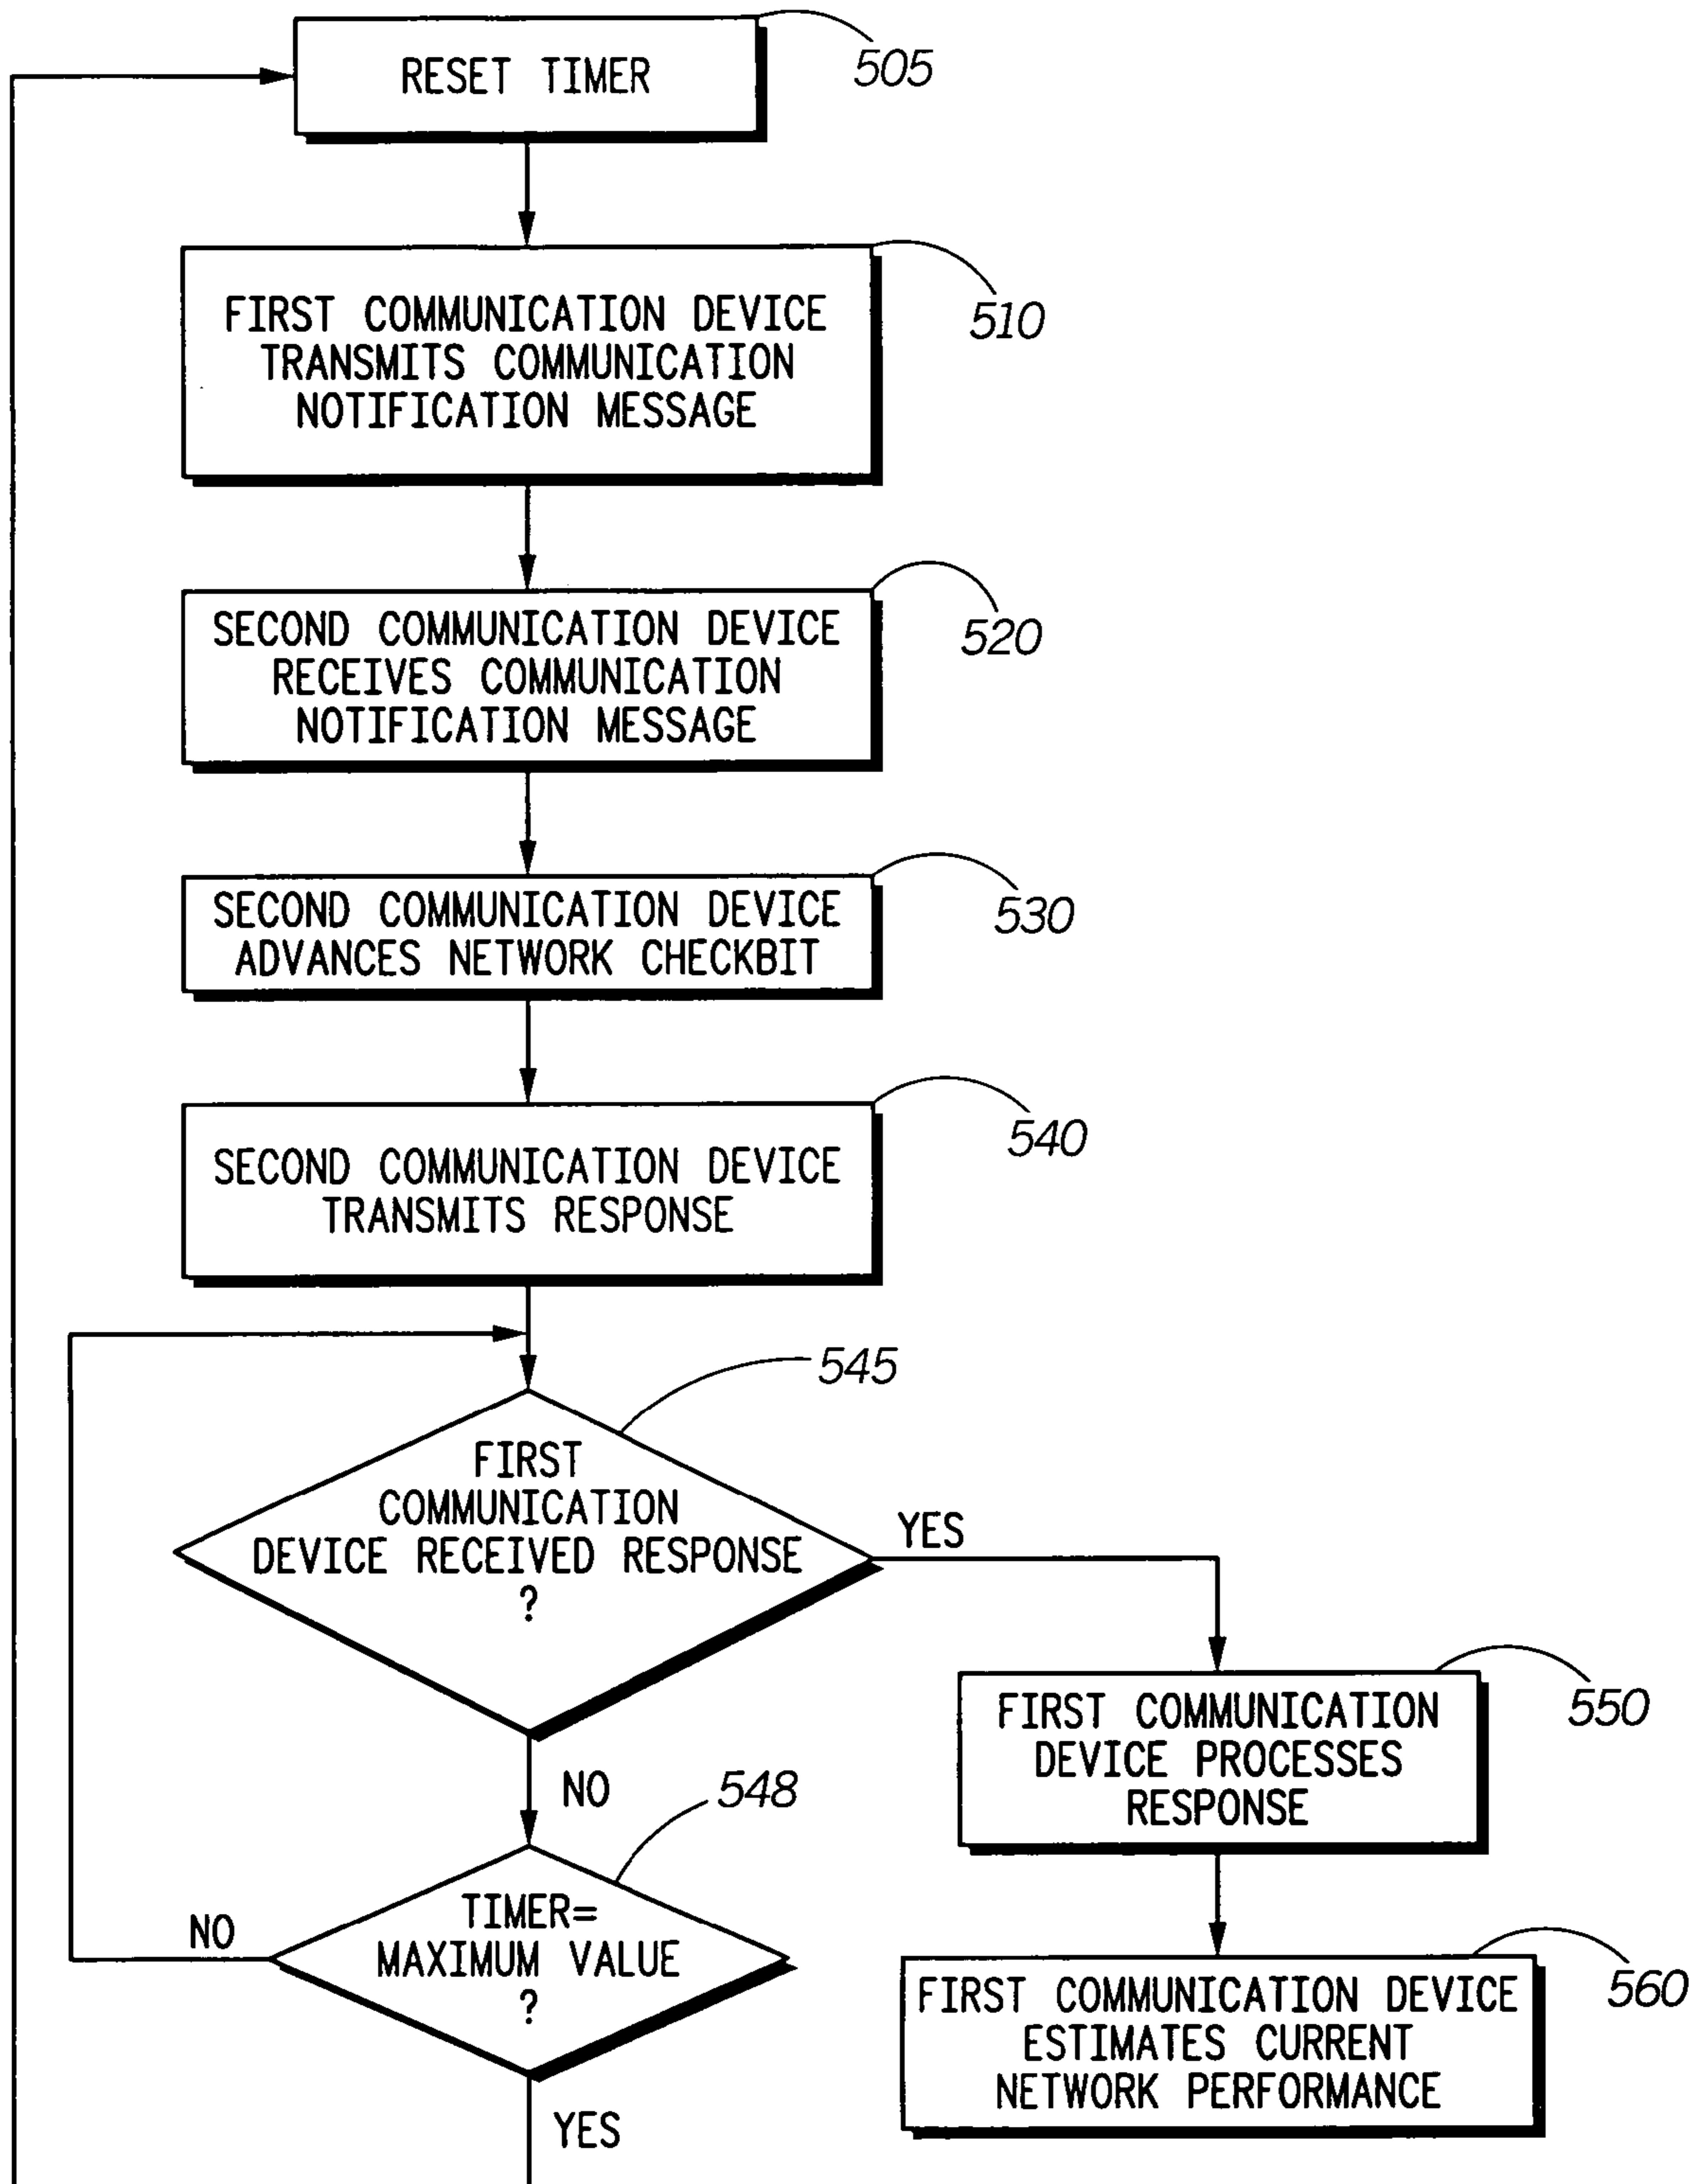 RESET TIMER
505
FIRST COMMUNICATION DEVICE
TRANSMITS COMMUNICATION
NOTIFICATION MESSAGE
510
SECOND COMMUNICATION DEVICE
RECEIVES COMMUNICATION
NOTIFICATION MESSAGE
520
SECOND COMMUNICATION DEVICE
ADVANCES NETWORK CHECKBIT
530
SECOND COMMUNICATION DEVICE
TRANSMITS RESPONSE
540
FIRST
COMMUNICATION
DEVICE RECEIVED RESPONSE
?
545
YES
NO
FIRST COMMUNICATION
DEVICE PROCESSES
RESPONSE
550
TIMER=
MAXIMUM VALUE
?
548
NO
YES
FIRST COMMUNICATION DEVICE
ESTIMATES CURRENT
NETWORK PERFORMANCE
560